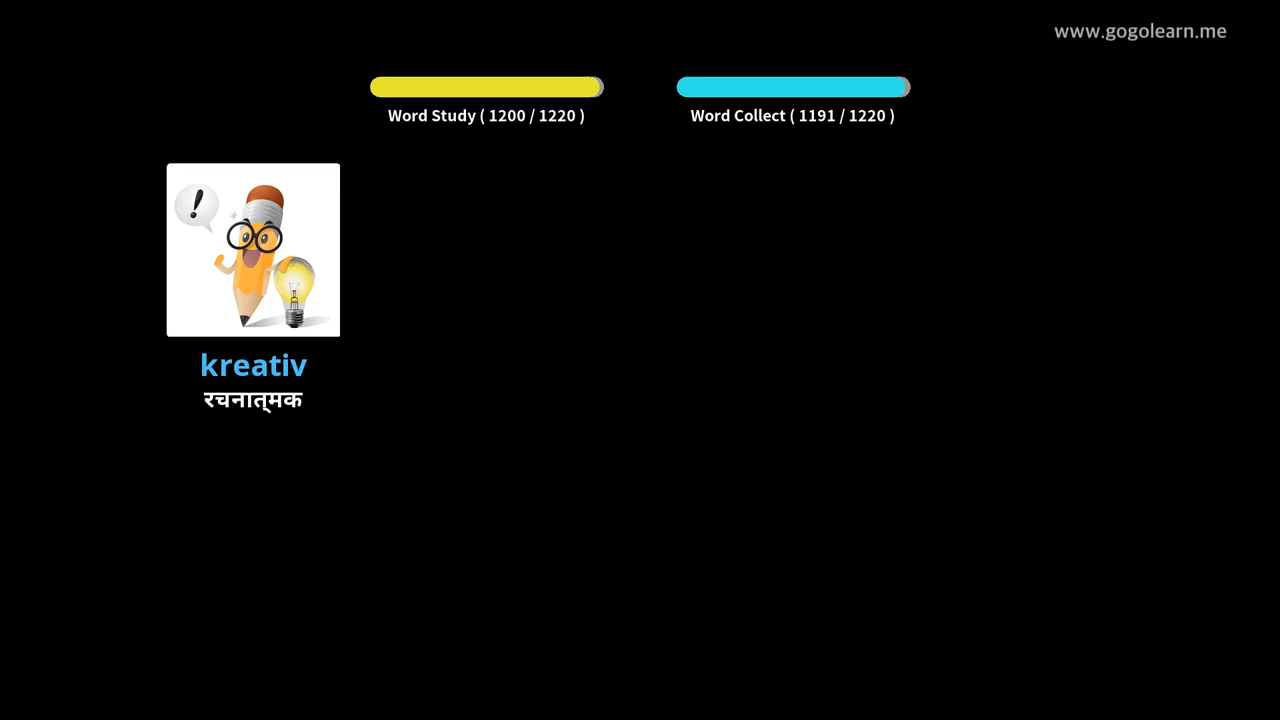 www.gogolearn.me
Word Study ( 1200 / 1220 )
Word Collect ( 1191 / 1220 )
!
kreativ
रचनात्‍मक